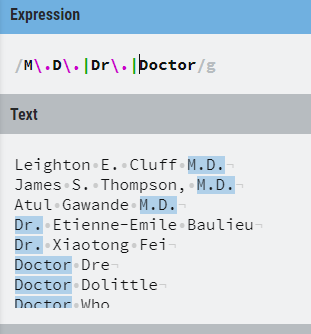 Expression
/M\.D\.|Dr\.|Doctor/g
Text
Leighton E. Cluff M.D.
James S. Thompson, M.D.
Atul Gawande M.D.
Dr. Etienne-Emile Baulieu
Dr. Xiaotong Fei
Doctor Dre
Doctor Dolittle
Doctor Who